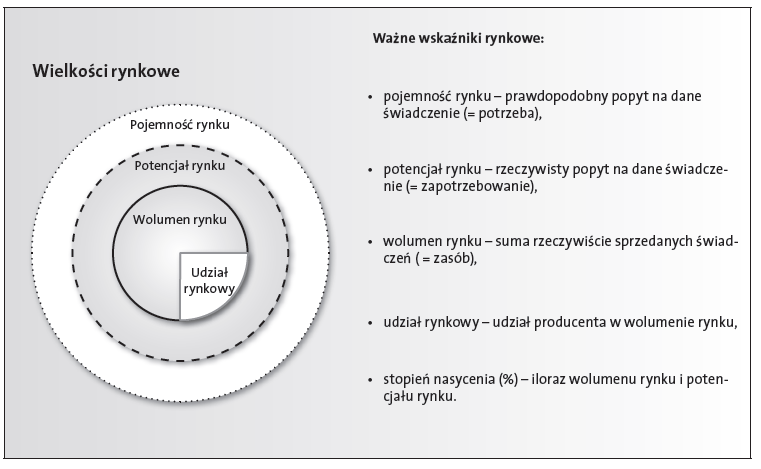 Wielkości rynkowe
Pojemność rynku
Potencjał rynku
Wolumen rynku
Udział
rynkowy
Ważne wskaźniki rynkowe:
• pojemność rynku – prawdopodobny popyt na dane
świadczenie (= potrzeba),
• potencjał rynku – rzeczywisty popyt na dane świadcze-
nie (= zapotrzebowanie),
• wolumen rynku – suma rzeczywiście sprzedanych świad-
czeń ( = zasób),
• udział rynkowy – udział producenta w wolumenie rynku,
• stopień nasycenia (%) – iloraz wolumenu rynku i poten-
cjału rynku.